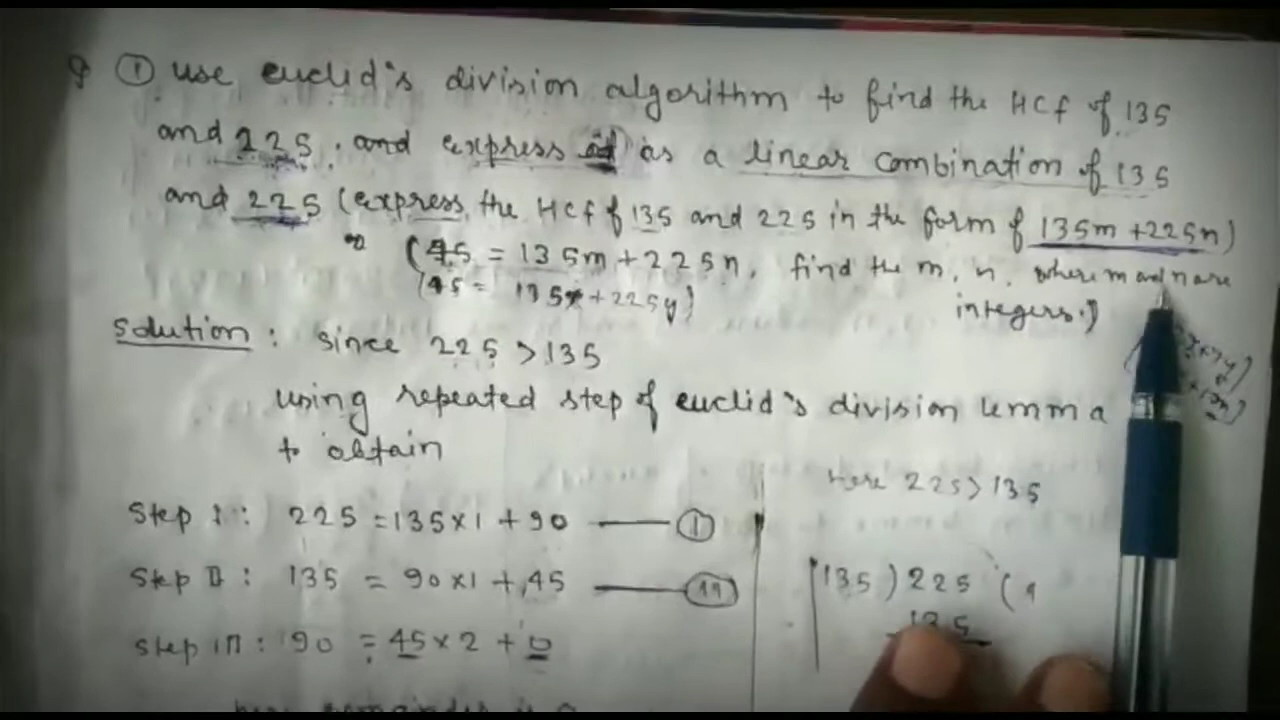 Q ① use euclid's division algorithm to find the HCf of 135
and 225. and express it as a linear combination of 135
and 225 (express the HCf of 135 and 225 in the form of 135m +225n)
(45 = 135m+225n, find the m, n, where m and n are
(45 = 135x+225y) integers.)
solution: since 225 > 135
using repeated step of euclid's division lemma
to obtain
Here 225 > 135
step I: 225 = 135×1 + 90 — ①
step II: 135 = 90×1 + 45 — ⑪
135 ) 225 ( 1
135
step III: 90 = 45×2 + 0